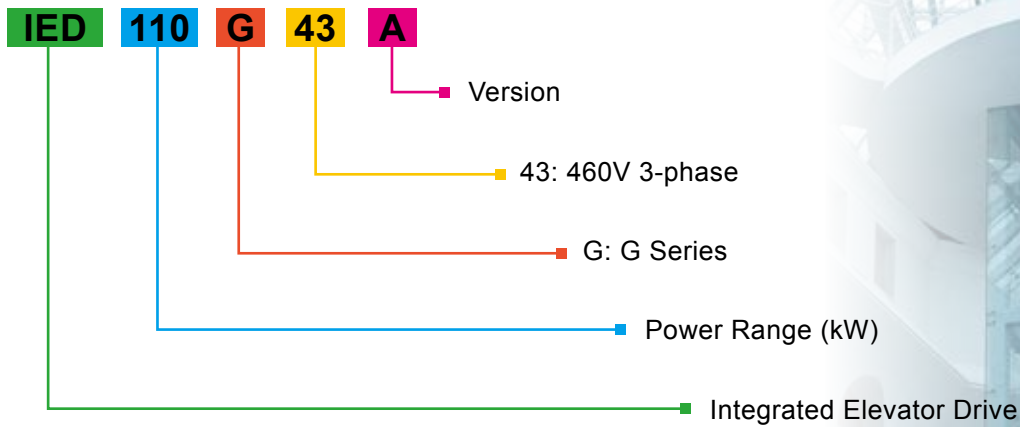 IED 110 G 43 A
Version
43: 460V 3-phase
G: G Series
Power Range (kW)
Integrated Elevator Drive